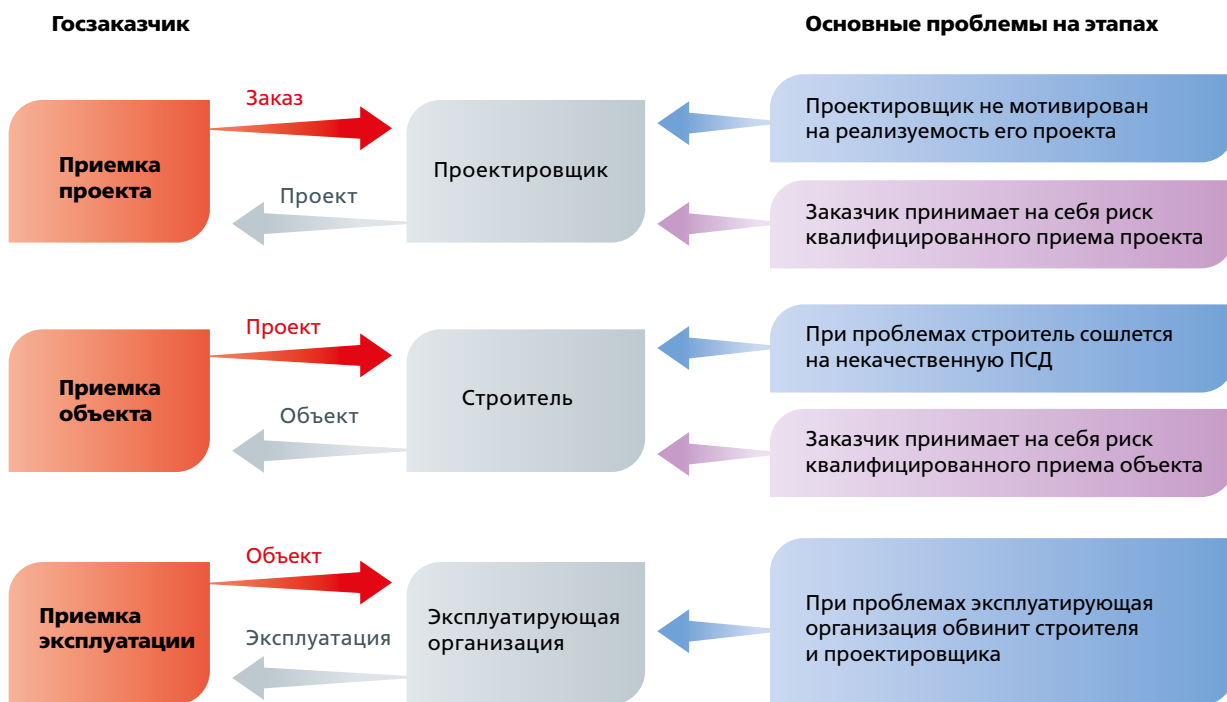 Госзаказчик
Основные проблемы на этапах
Заказ
Приемка
проекта
Проект
Проектировщик
Проектировщик не мотивирован
на реализуемость его проекта
Заказчик принимает на себя риск
квалифицированного приема проекта
Проект
Приемка
объекта
Объект
Строитель
При проблемах строитель сошлется
на некачественную ПСД
Заказчик принимает на себя риск
квалифицированного приема объекта
Объект
Приемка
эксплуатации
Эксплуатация
Эксплуатирующая
организация
При проблемах эксплуатирующая
организация обвинит строителя
и проектировщика